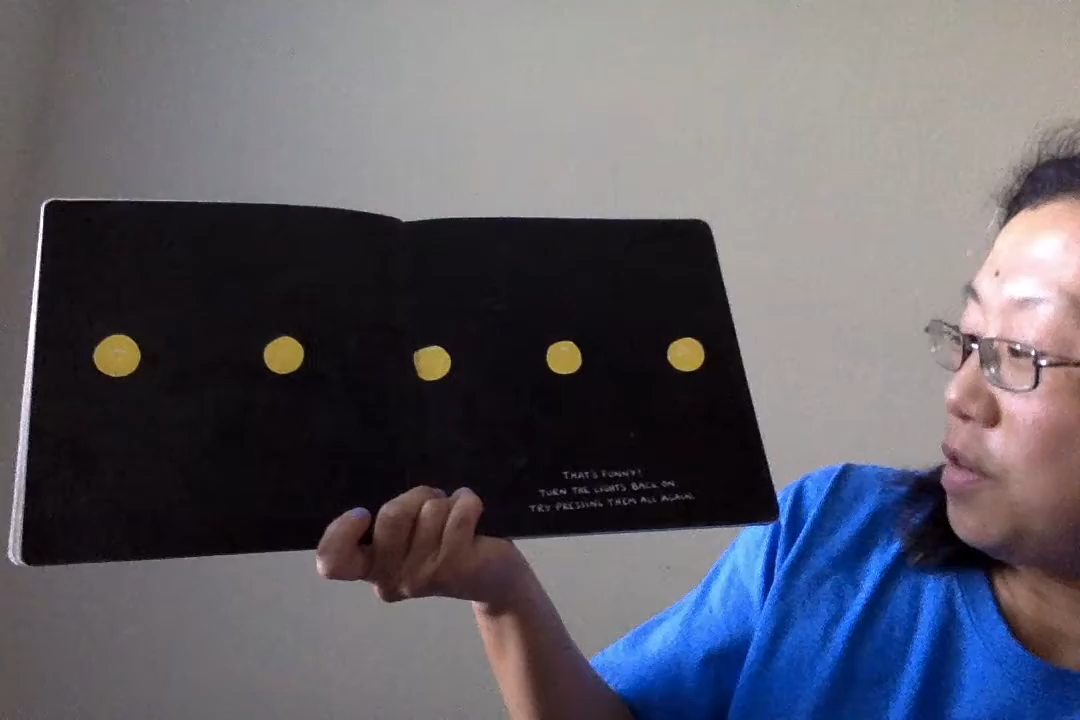 THAT'S FUNNY!
TURN THE LIGHTS BACK ON.
TRY PRESSING THEM ALL AGAIN.